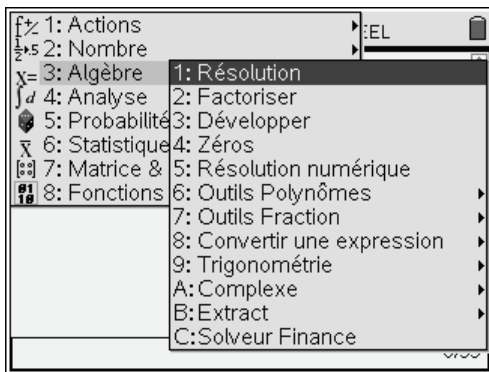 1: Actions
2: Nombre
3: Algèbre
4: Analyse
5: Probabilité
6: Statistique
7: Matrice &
8: Fonctions
1: Résolution
2: Factoriser
3: Développer
4: Zéros
5: Résolution numérique
6: Outils Polynômes
7: Outils Fraction
8: Convertir une expression
9: Trigonométrie
A: Complexe
B: Extract
C: Solveur Finance